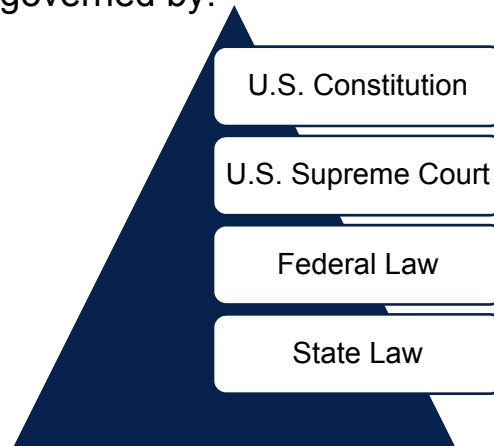 governed by:
U.S. Constitution
U.S. Supreme Court
Federal Law
State Law